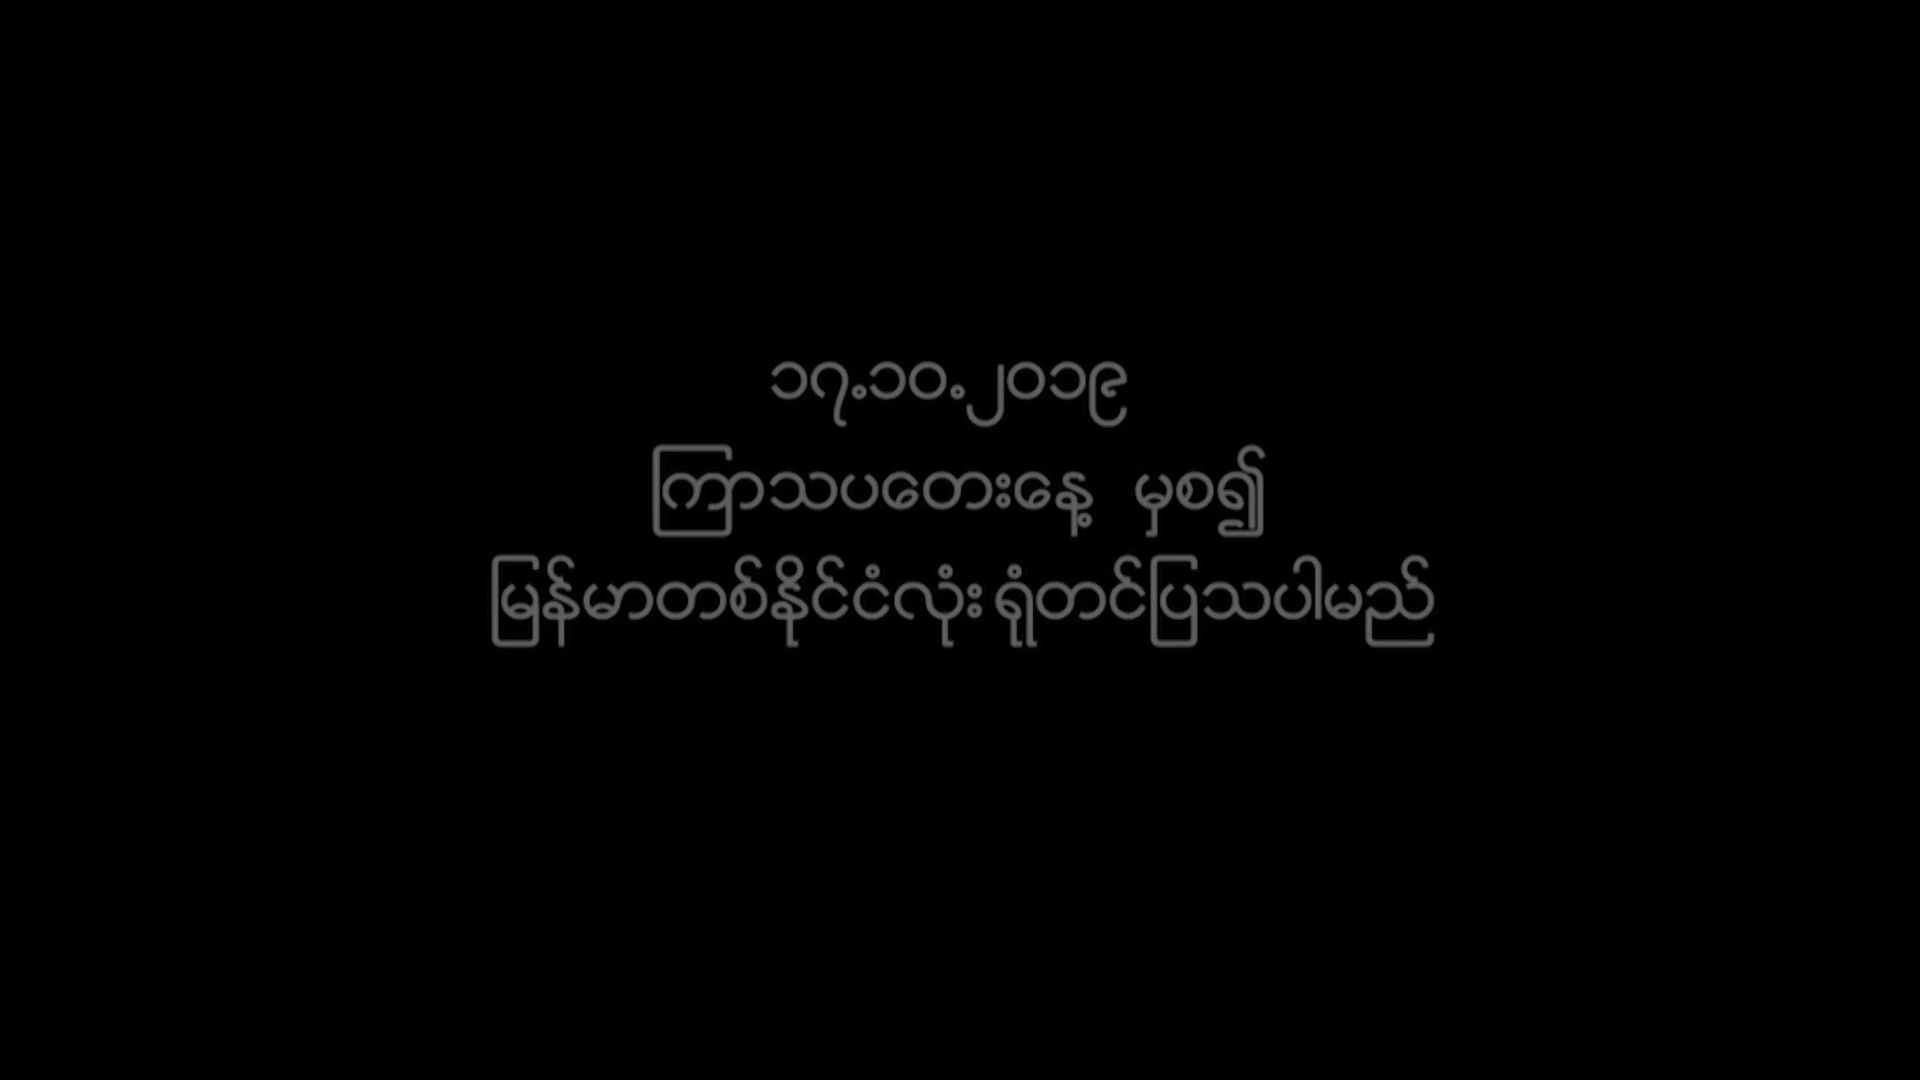 ၁၇.၁၀.၂၀၁၉
ကြာသပတေးနေ့ မှစ၍
မြန်မာတစ်နိုင်ငံလုံး ရုံတင်ပြသပါမည်